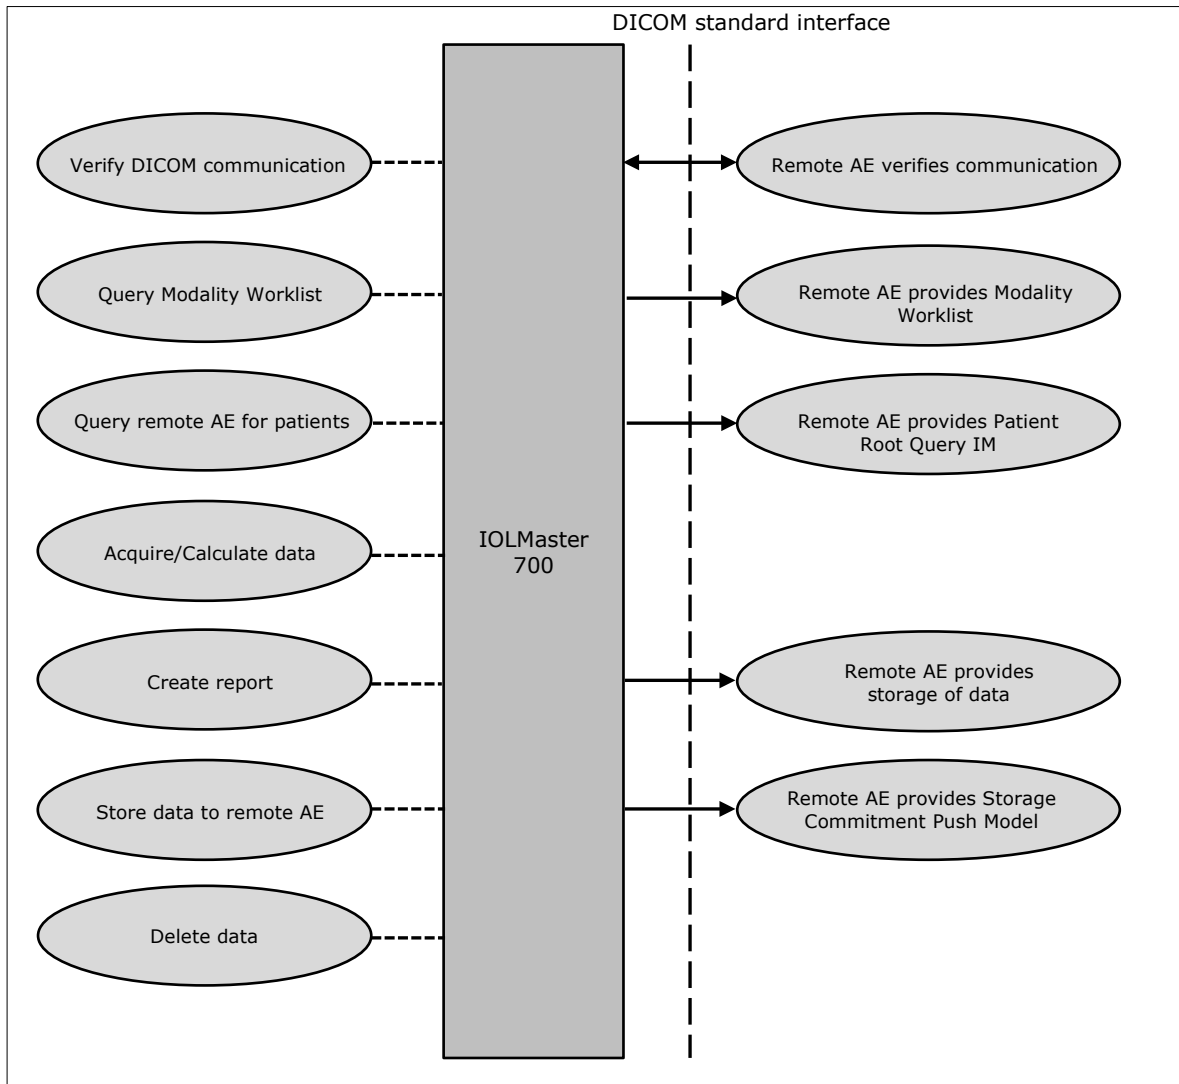 DICOM standard interface
Verify DICOM communication
Remote AE verifies communication
Query Modality Worklist
Remote AE provides Modality
Worklist
Query remote AE for patients
Remote AE provides Patient
Root Query IM
IOLMaster
700
Acquire/Calculate data
Create report
Remote AE provides
storage of data
Store data to remote AE
Remote AE provides Storage
Commitment Push Model
Delete data